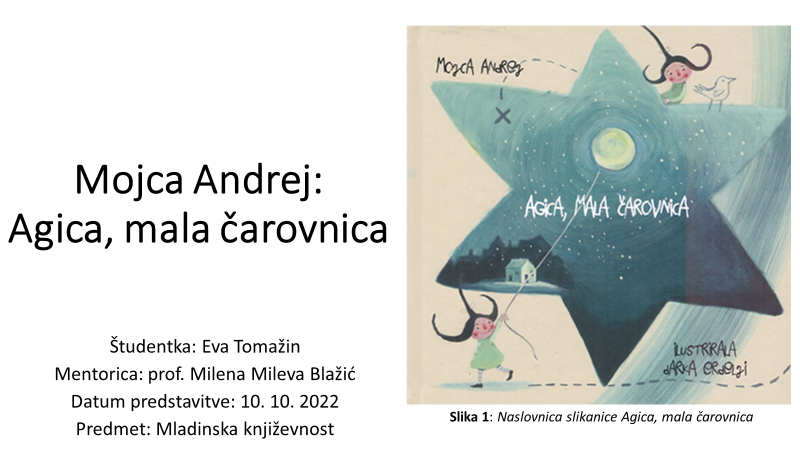 Mojca Andrej:
Agica, mala čarovnica
Študentka: Eva Tomažin
Mentorica: prof. Milena Mileva Blažić
Datum predstavitve: 10. 10. 2022
Predmet: Mladinska književnost
MOJCA ANDREJ
AGICA, MALA ČAROVNICA
ILUSTRIRALA
DARKA ERDELJI
Slika 1: Naslovnica slikanice Agica, mala čarovnica